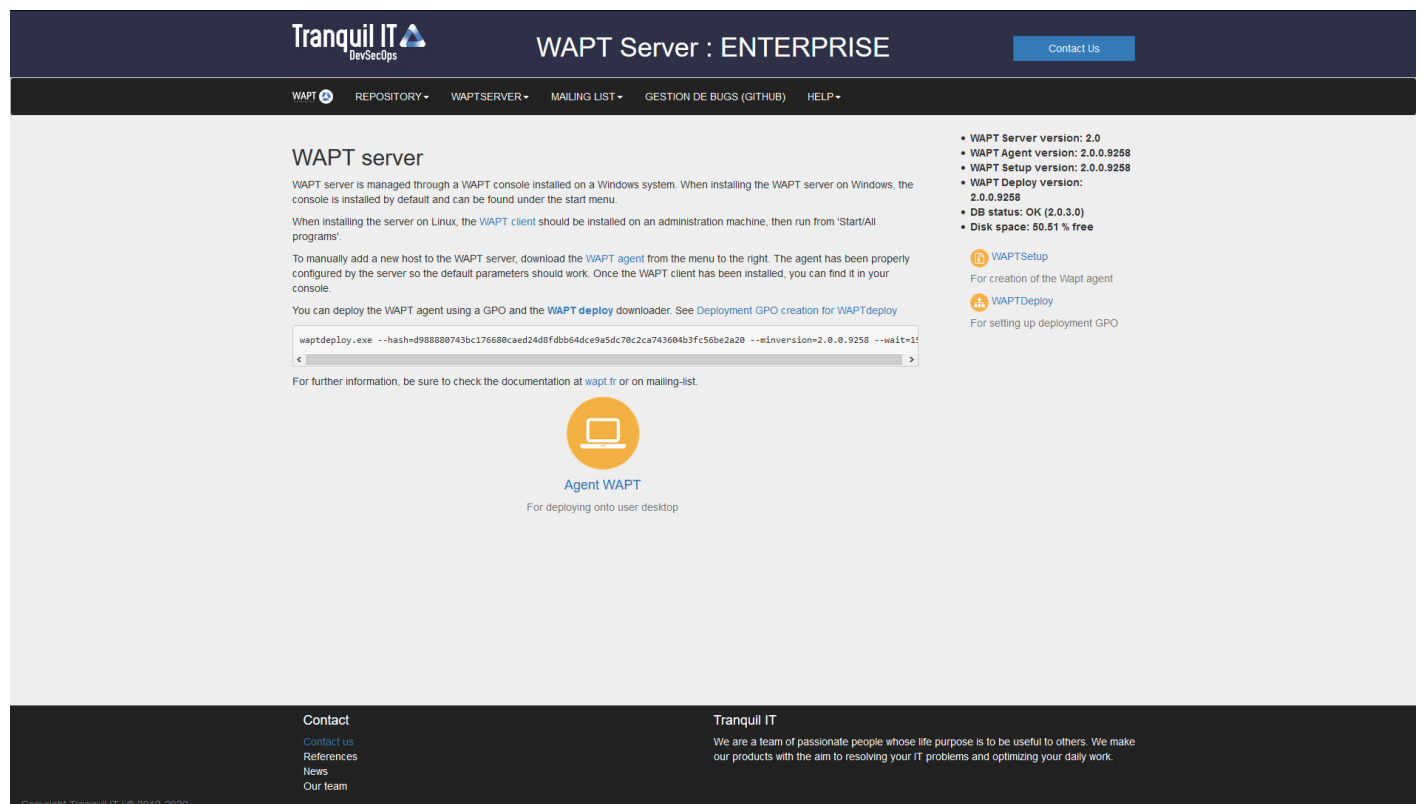 Tranquil IT
DevSecOps
WAPT Server : ENTERPRISE
Contact Us
WAPT
REPOSITORY
WAPTSERVER
MAILING LIST
GESTION DE BUGS (GITHUB)
HELP
WAPT server
WAPT server is managed through a WAPT console installed on a Windows system. When installing the WAPT server on Windows, the
console is installed by default and can be found under the start menu.
When installing the server on Linux, the WAPT client should be installed on an administration machine, then run from 'Start/All
programs'.
To manually add a new host to the WAPT server, download the WAPT agent from the menu to the right. The agent has been properly
configured by the server so the default parameters should work. Once the WAPT client has been installed, you can find it in your
console.
You can deploy the WAPT agent using a GPO and the WAPT deploy downloader. See Deployment GPO creation for WAPTdeploy
waptdeploy.exe --hash=d988880743bc176680caed24d8fdbb64dce9a5dc70c2ca743604b3fc56be2a20 --minversion=2.0.0.9258 --wait=15
For further information, be sure to check the documentation at wapt.fr or on mailing-list.
Agent WAPT
For deploying onto user desktop
• WAPT Server version: 2.0
• WAPT Agent version: 2.0.0.9258
• WAPT Setup version: 2.0.0.9258
• WAPT Deploy version:
2.0.0.9258
• DB status: OK (2.0.3.0)
• Disk space: 50.51 % free
WAPTSetup
For creation of the Wapt agent
WAPTDeploy
For setting up deployment GPO
Contact
Contact us
References
News
Our team
Tranquil IT
We are a team of passionate people whose life purpose is to be useful to others. We make
our products with the aim to resolving your IT problems and optimizing your daily work.
Copyright Tranquil IT | © 2012-2020